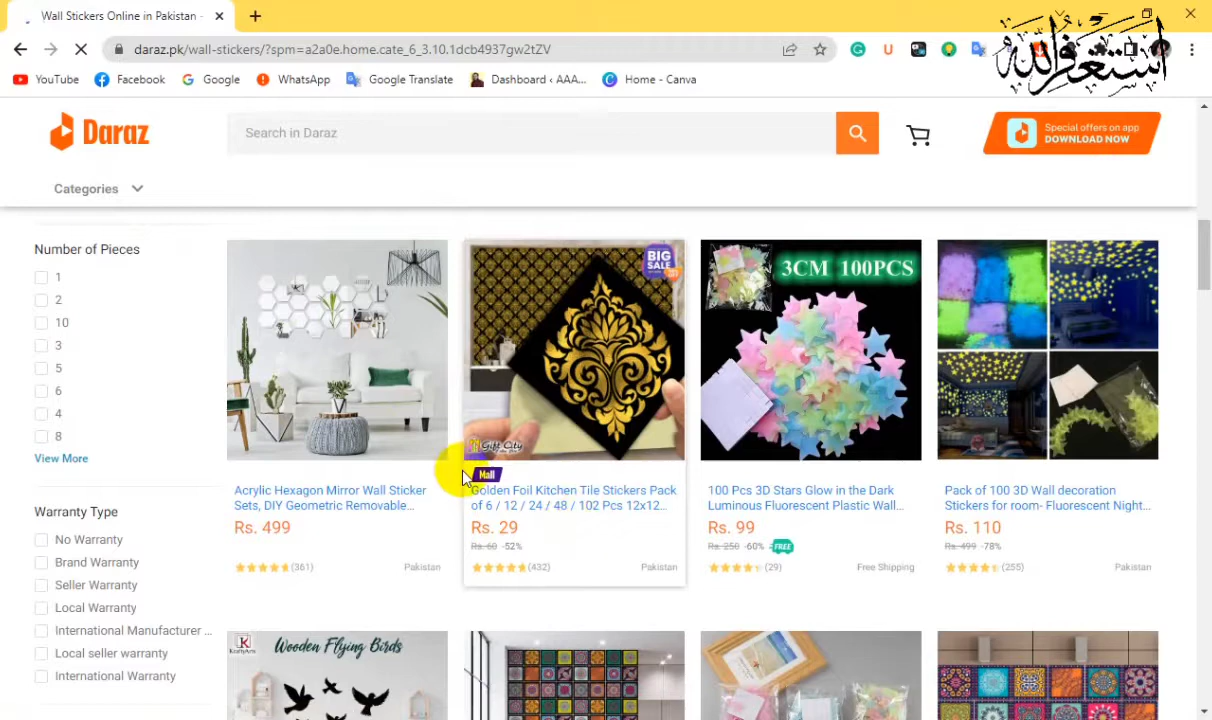 Wall Stickers Online in Pakistan
daraz.pk/wall-stickers/?spm=a2a0e.home.cate_6_3.10.1dcb4937gw2tZV
أستغفر الله
YouTube
Facebook
Google
WhatsApp
Google Translate
Dashboard ‹ AAA...
Home - Canva
Daraz
Search in Daraz
Special offers on app
DOWNLOAD NOW
Categories
Number of Pieces
1
2
10
3
5
6
4
8
View More
Warranty Type
No Warranty
Brand Warranty
Seller Warranty
Local Warranty
International Manufacturer ...
Local seller warranty
International Warranty
Acrylic Hexagon Mirror Wall Sticker
Sets, DIY Geometric Removable...
Rs. 499
(361)
Pakistan
BIG
SALE
Gift City
Mall
Golden Foil Kitchen Tile Stickers Pack
of 6 / 12 / 24 / 48 / 102 Pcs 12x12...
Rs. 29
Rs. 60 -52%
(432)
Pakistan
3CM 100PCS
100 Pcs 3D Stars Glow in the Dark
Luminous Fluorescent Plastic Wall...
Rs. 99
Rs. 250 -60% FREE
(29)
Free Shipping
Pack of 100 3D Wall decoration
Stickers for room- Fluorescent Night...
Rs. 110
Rs. 499 -78%
(255)
Pakistan
Wooden Flying Birds